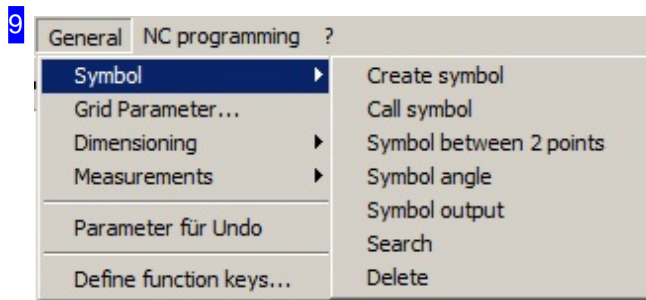 9
General NC programming ?
Symbol
Grid Parameter...
Dimensioning
Measurements
Parameter für Undo
Define function keys...
Create symbol
Call symbol
Symbol between 2 points
Symbol angle
Symbol output
Search
Delete